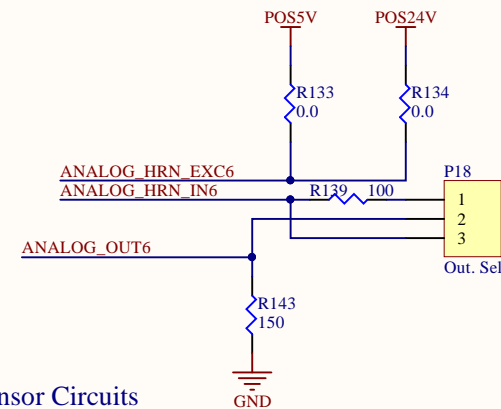 POS5V POS24V
R133 R134
0.0 0.0
ANALOG_HRN_EXC6 P18
ANALOG_HRN_IN6 R139 100 1
2
3
ANALOG_OUT6 Out. Sel
R143
150
nsor Circuits
GND